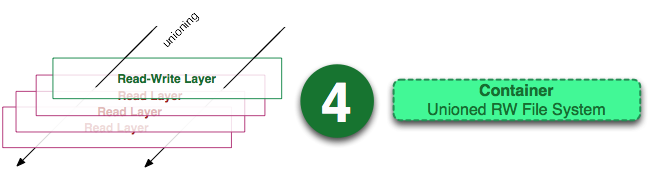 unioning
Read-Write Layer
Read Layer
Read Layer
Read Layer
4
Container
Unioned RW File System